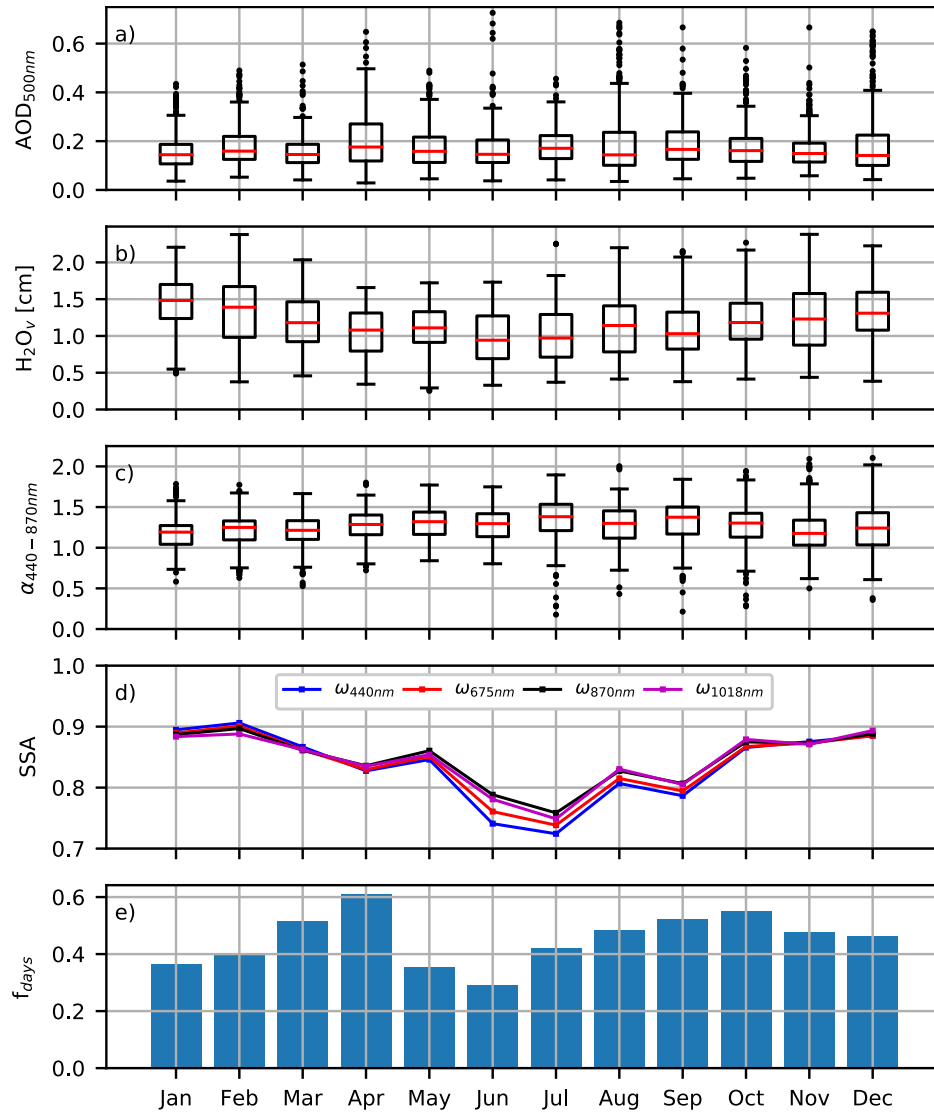 a)
AOD500nm
0.6
0.4
0.2
0.0
b)
H2Ov [cm]
2.0
1.5
1.0
0.5
0.0
c)
α440−870nm
2.0
1.5
1.0
0.5
0.0
d)
SSA
1.0
0.9
0.8
0.7
ω440nm ω675nm ω870nm ω1018nm
e)
fdays
0.6
0.4
0.2
0.0
Jan Feb Mar Apr May Jun Jul Aug Sep Oct Nov Dec